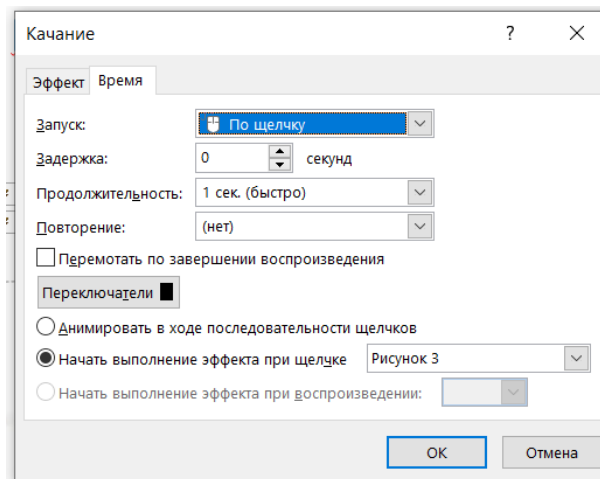 Качание ?
Эффект Время
Запуск: По щелчку
Задержка: 0 секунд
Продолжительность: 1 сек. (быстро)
Повторение: (нет)
Перемотать по завершении воспроизведения
Переключатели
Анимировать в ходе последовательности щелчков
Начать выполнение эффекта при щелчке Рисунок 3
Начать выполнение эффекта при воспроизведении:
ОК Отмена